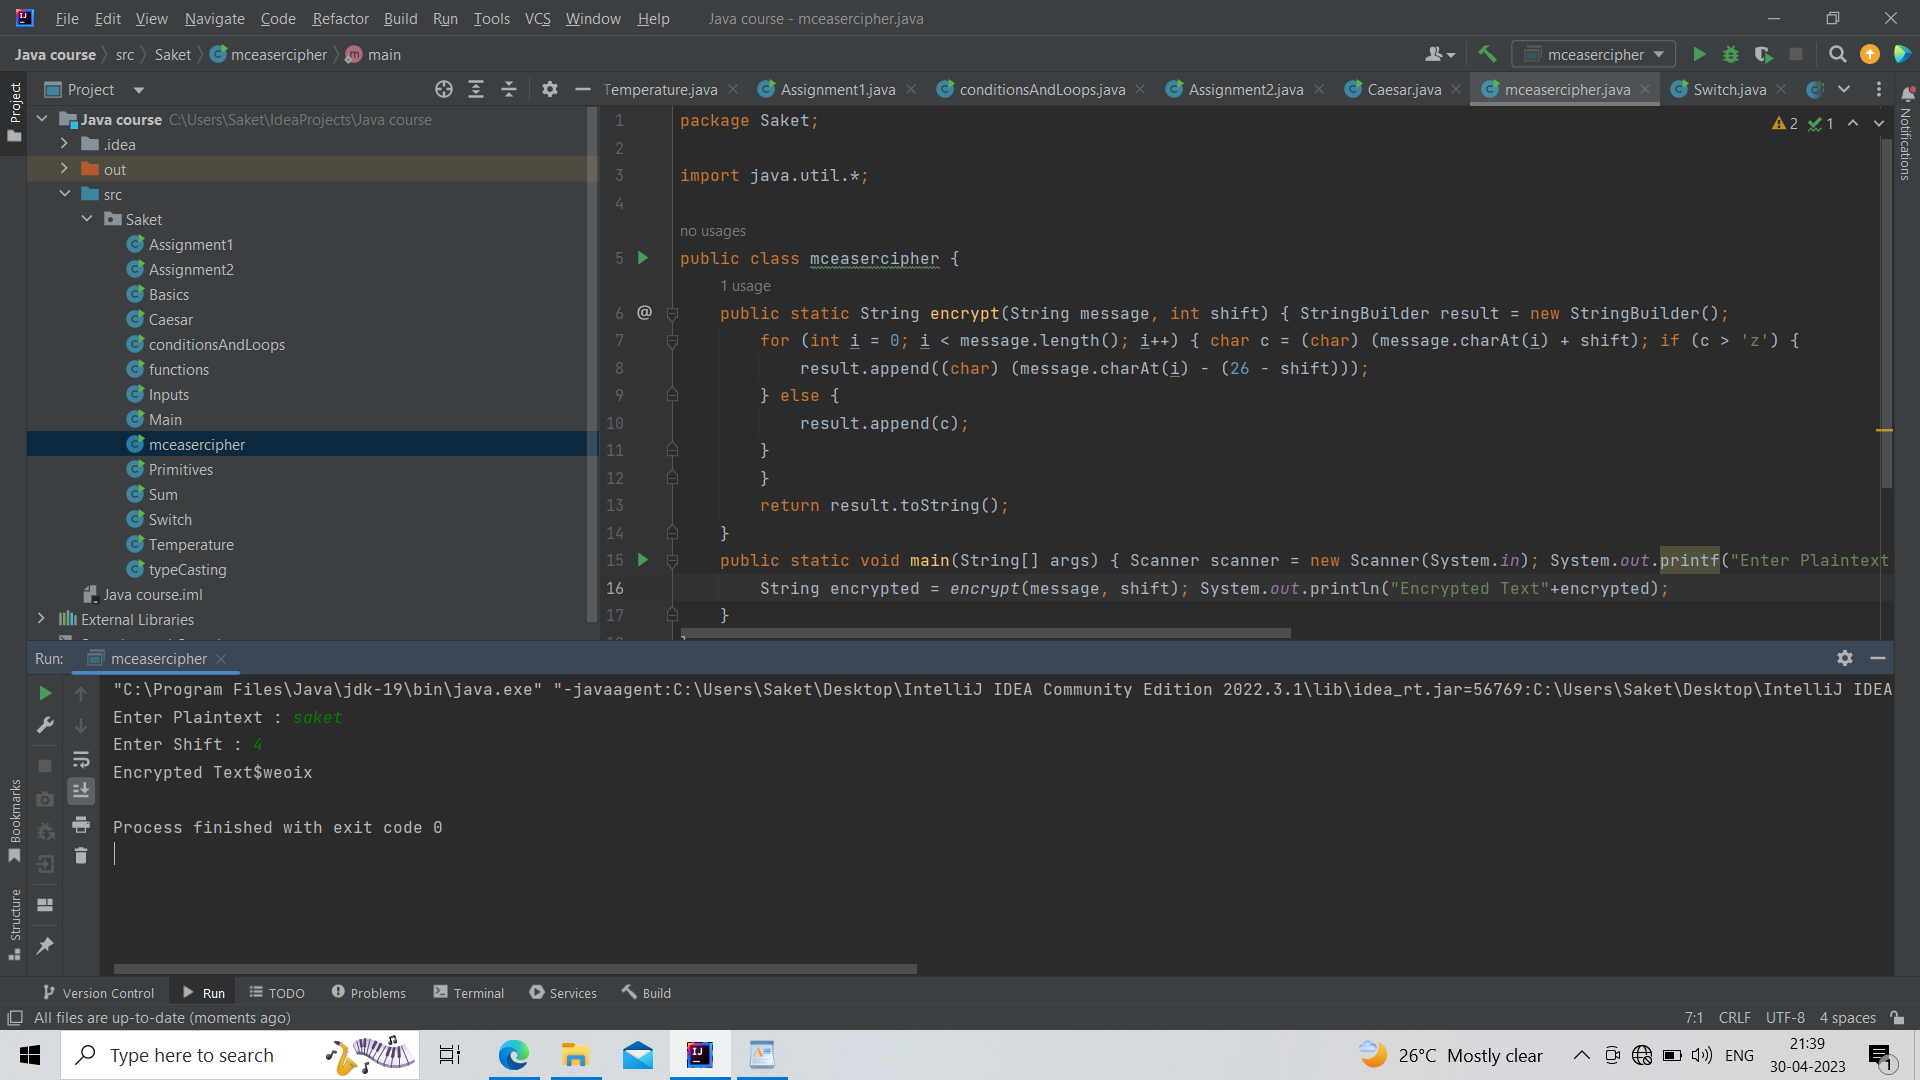 File Edit View Navigate Code Refactor Build Run Tools VCS Window Help Java course - mceasercipher.java
Java course src Saket mceasercipher main mceasercipher
Project Temperature.java Assignment1.java conditionsAndLoops.java Assignment2.java Caesar.java mceasercipher.java Switch.java
Project
Notifications
Java course C:\Users\Saket\IdeaProjects\Java course
.idea
out
src
Saket
Assignment1
Assignment2
Basics
Caesar
conditionsAndLoops
functions
Inputs
Main
mceasercipher
Primitives
Sum
Switch
Temperature
typeCasting
Java course.iml
External Libraries
2 1
1 package Saket;
2
3 import java.util.*;
4
no usages
5 public class mceasercipher {
1 usage
6 @ public static String encrypt(String message, int shift) { StringBuilder result = new StringBuilder();
7 for (int i = 0; i < message.length(); i++) { char c = (char) (message.charAt(i) + shift); if (c > 'z') {
8 result.append((char) (message.charAt(i) - (26 - shift)));
9 } else {
10 result.append(c);
11 }
12 }
13 return result.toString();
14 }
15 public static void main(String[] args) { Scanner scanner = new Scanner(System.in); System.out.printf("Enter Plaintext
16 String encrypted = encrypt(message, shift); System.out.println("Encrypted Text"+encrypted);
17 }
Run: mceasercipher
"C:\Program Files\Java\jdk-19\bin\java.exe" "-javaagent:C:\Users\Saket\Desktop\IntelliJ IDEA Community Edition 2022.3.1\lib\idea_rt.jar=56769:C:\Users\Saket\Desktop\IntelliJ IDEA
Enter Plaintext : saket
Enter Shift : 4
Encrypted Text$weoix
Process finished with exit code 0
Bookmarks
Structure
Version Control Run TODO Problems Terminal Services Build
All files are up-to-date (moments ago) 7:1 CRLF UTF-8 4 spaces
Type here to search 26°C Mostly clear ENG 21:39
30-04-2023 1